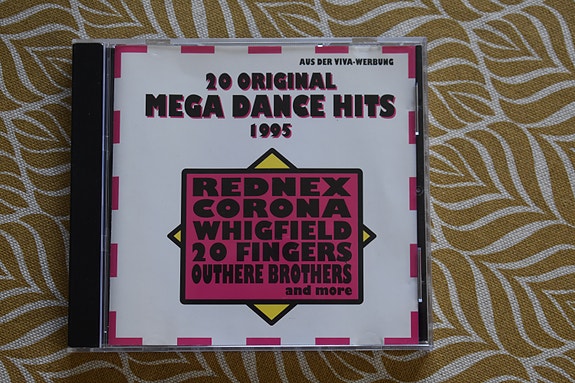 AUS DER VIVA-WERBUNG
20 ORIGINAL
MEGA DANCE HITS
1995
REDNEX
CORONA
WHIGFIELD
20 FINGERS
OUTHERE BROTHERS
and more